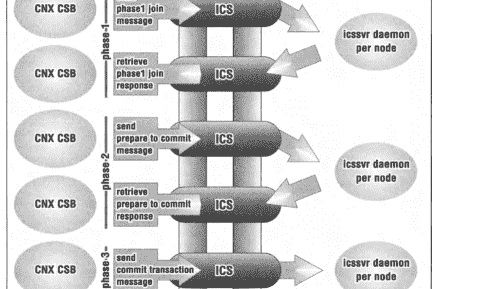 CNX CSB
phase-1
phase1 join
message
ICS
icssvr daemon
per node
CNX CSB
retrieve
phase1 join
response
ICS
CNX CSB
phase-2
send
prepare to commit
message
ICS
icssvr daemon
per node
CNX CSB
retrieve
prepare to commit
response
ICS
CNX CSB
phase-3
send
commit transaction
message
ICS
icssvr daemon
per node